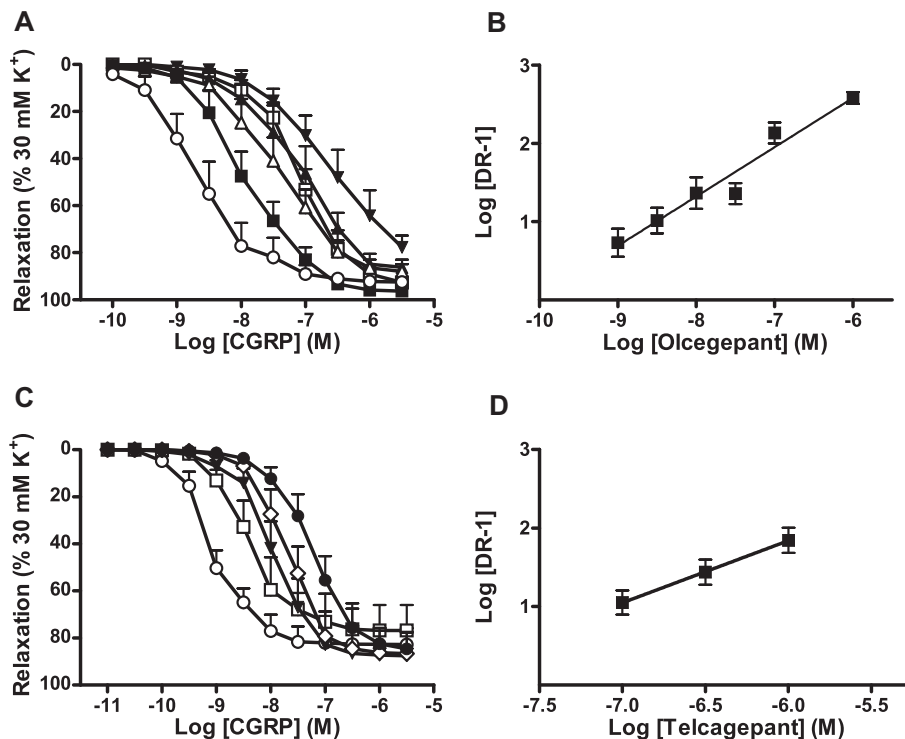 A
Relaxation (% 30 mM K+)
0
20
40
60
80
100
-10 -9 -8 -7 -6 -5
Log [CGRP] (M)
B
Log [DR-1]
3
2
1
-10 -9 -8 -7 -6
Log [Olcegepant] (M)
C
Relaxation (% 30 mM K+)
0
20
40
60
80
100
-11 -10 -9 -8 -7 -6 -5
Log [CGRP] (M)
D
Log [DR-1]
3
2
1
-7.5 -7.0 -6.5 -6.0 -5.5
Log [Telcagepant] (M)